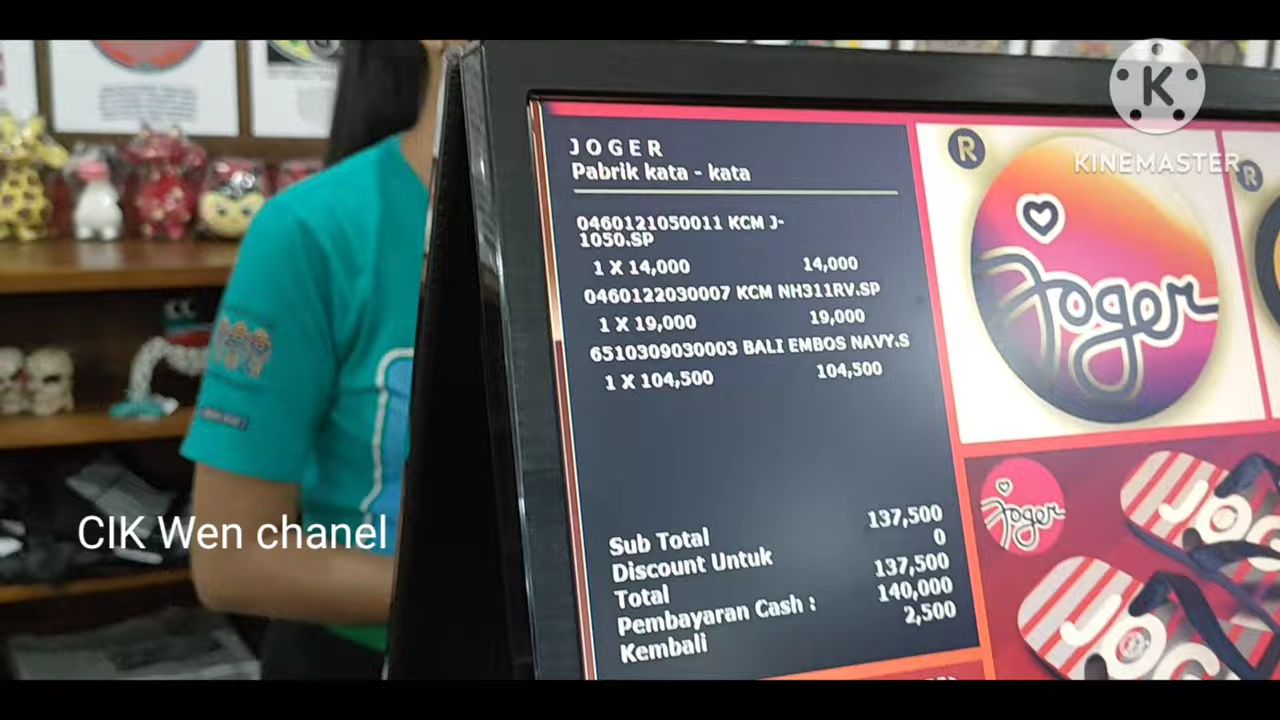 JOGER
Pabrik kata - kata
0460121050011 KCM J-
1050.SP
1 X 14,000 14,000
0460122030007 KCM NH311RV.SP
1 X 19,000 19,000
6510309030003 BALI EMBOS NAVY.S
1 X 104,500 104,500
Sub Total 137,500
Discount Untuk 0
Total 137,500
Pembayaran Cash : 140,000
Kembali 2,500
R
Joger
R
Joger
JOG
JOG
K
KINEMASTER
CIK Wen chanel